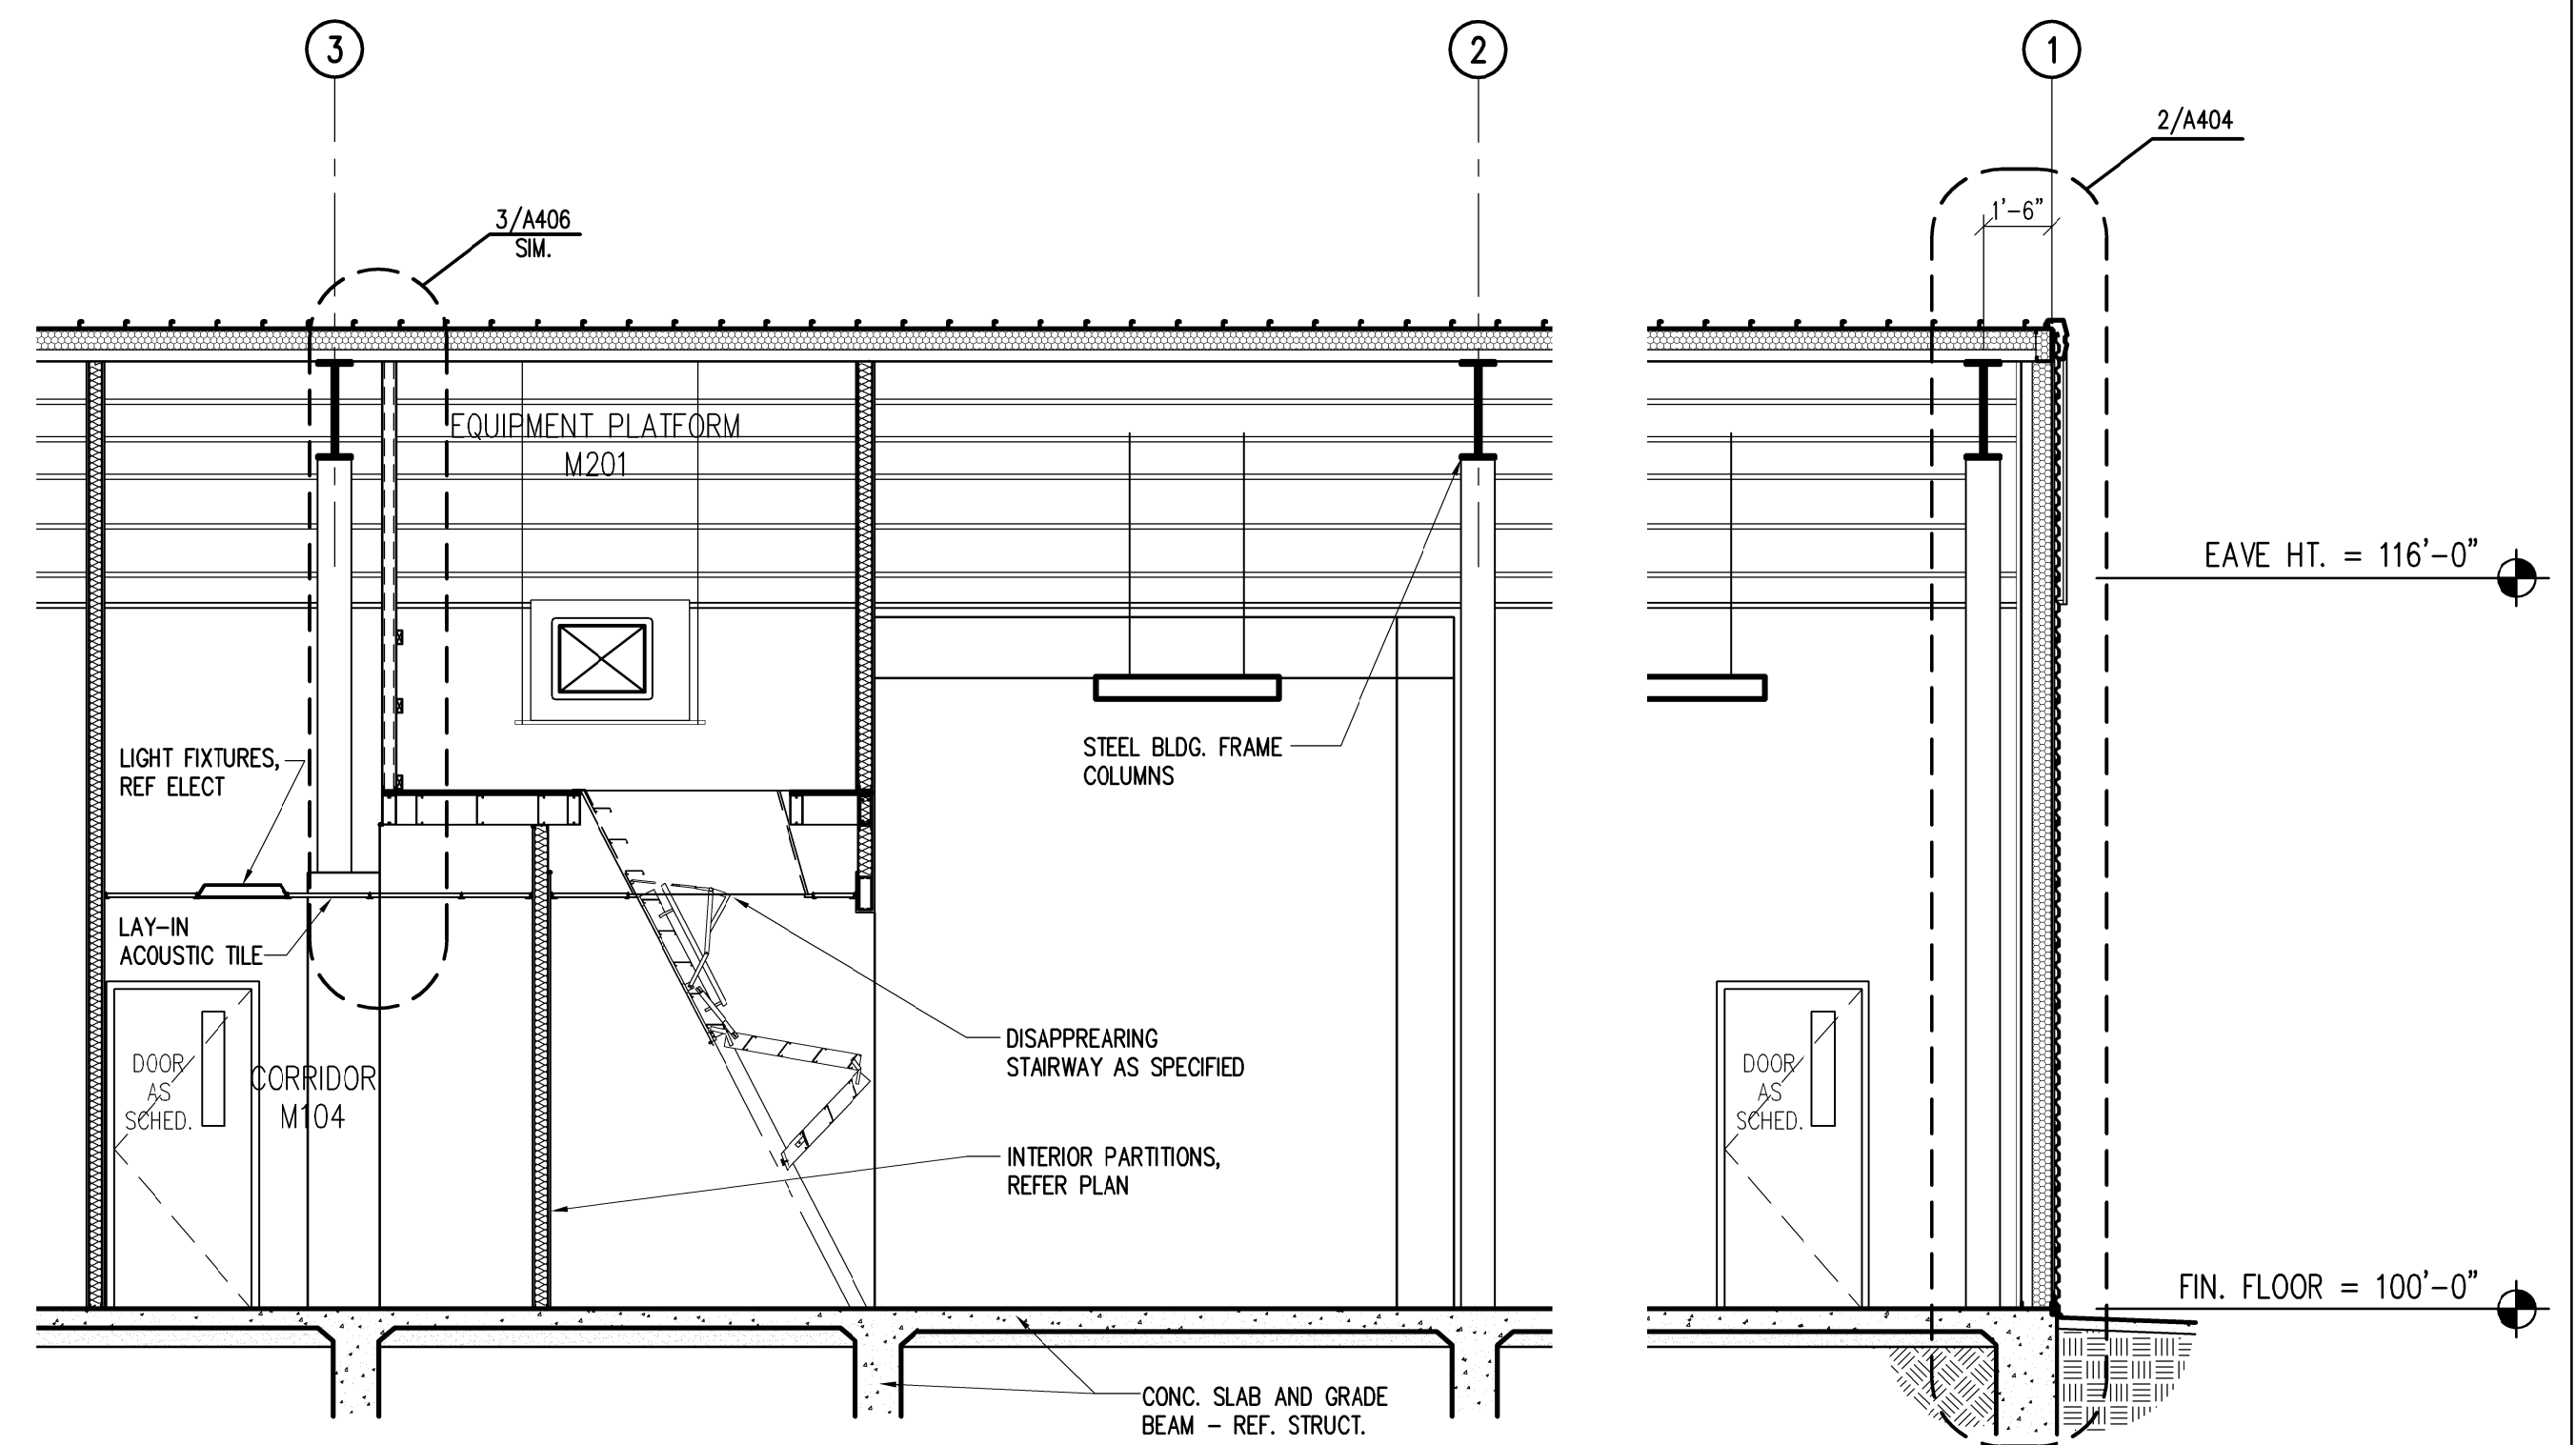 3
2
1
2/A404
1'-6"
3/A406
SIM.
EQUIPMENT PLATFORM
M201
EAVE HT. = 116'-0"
LIGHT FIXTURES,
REF ELECT
STEEL BLDG. FRAME
COLUMNS
LAY-IN
ACOUSTIC TILE
DISAPPREARING
STAIRWAY AS SPECIFIED
DOOR
AS
SCHED.
CORRIDOR
M104
DOOR
AS
SCHED.
INTERIOR PARTITIONS,
REFER PLAN
FIN. FLOOR = 100'-0"
CONC. SLAB AND GRADE
BEAM - REF. STRUCT.